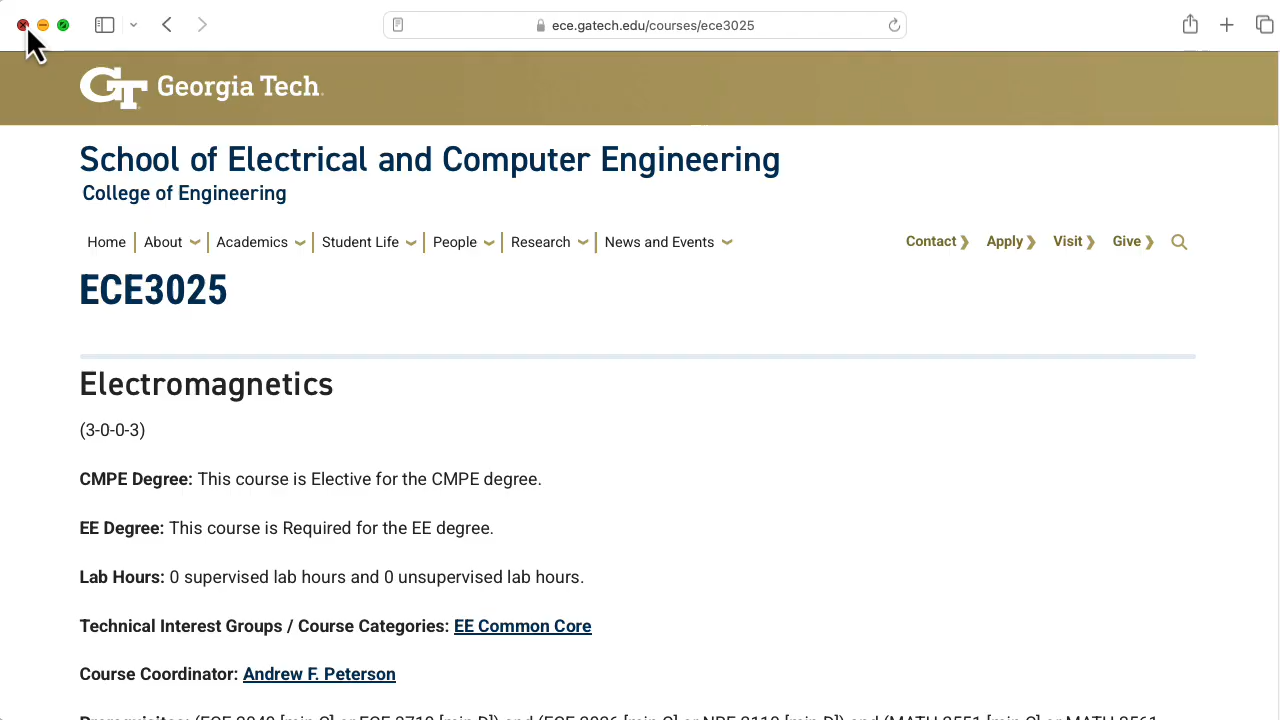 ece.gatech.edu/courses/ece3025
GT Georgia Tech.
School of Electrical and Computer Engineering
College of Engineering
Home About Academics Student Life People Research News and Events Contact Apply Visit Give
ECE3025
Electromagnetics
(3-0-0-3)
CMPE Degree: This course is Elective for the CMPE degree.
EE Degree: This course is Required for the EE degree.
Lab Hours: 0 supervised lab hours and 0 unsupervised lab hours.
Technical Interest Groups / Course Categories: EE Common Core
Course Coordinator: Andrew F. Peterson